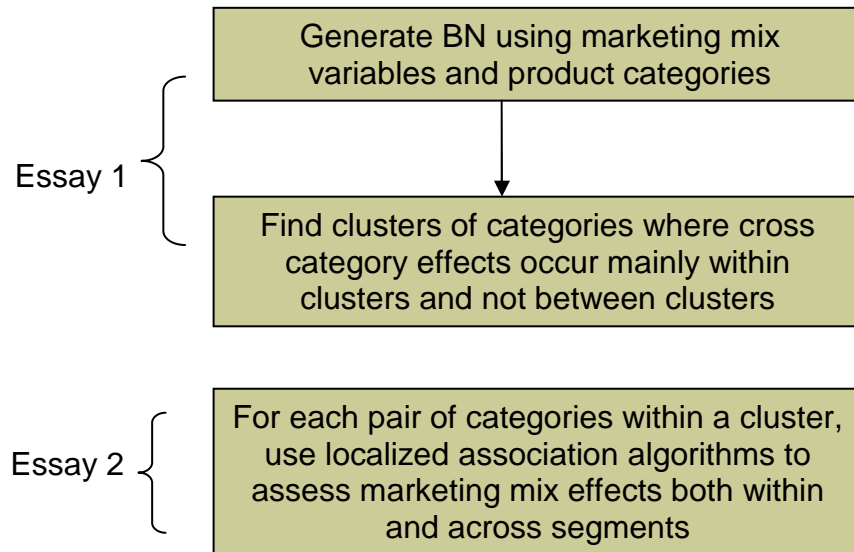 Generate BN using marketing mix
variables and product categories
Essay 1
Find clusters of categories where cross
category effects occur mainly within
clusters and not between clusters
For each pair of categories within a cluster,
use localized association algorithms to
assess marketing mix effects both within
and across segments
Essay 2